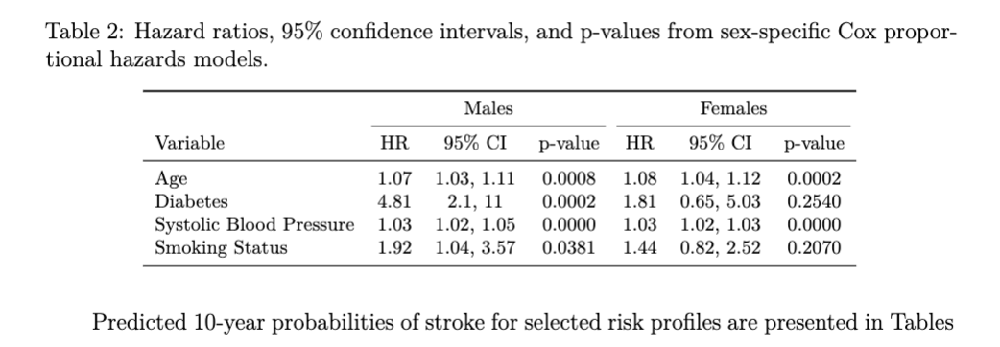 Table 2: Hazard ratios, 95% confidence intervals, and p-values from sex-specific Cox propor-
tional hazards models.
Males Females
Variable HR 95% CI p-value HR 95% CI p-value
Age 1.07 1.03, 1.11 0.0008 1.08 1.04, 1.12 0.0002
Diabetes 4.81 2.1, 11 0.0002 1.81 0.65, 5.03 0.2540
Systolic Blood Pressure 1.03 1.02, 1.05 0.0000 1.03 1.02, 1.03 0.0000
Smoking Status 1.92 1.04, 3.57 0.0381 1.44 0.82, 2.52 0.2070
Predicted 10-year probabilities of stroke for selected risk profiles are presented in Tables